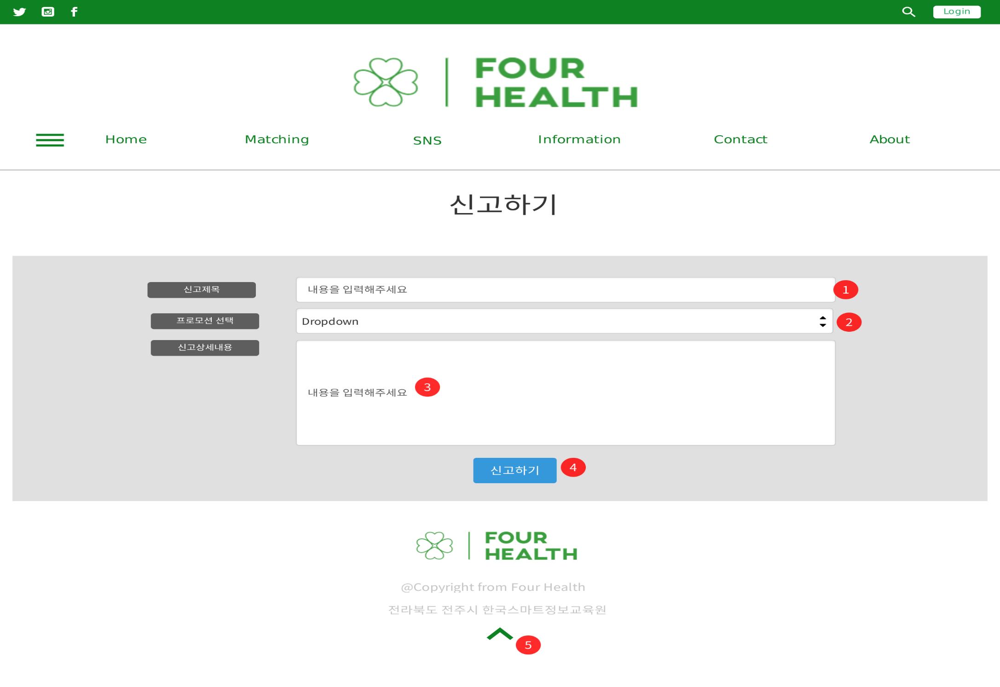 Login
FOUR
HEALTH
Home Matching SNS Information Contact About
신고하기
신고제목 내용을 입력해주세요 1
프로모션 선택 Dropdown 2
신고상세내용
내용을 입력해주세요 3
신고하기 4
FOUR
HEALTH
@Copyright from Four Health
전라북도 전주시 한국스마트정보교육원
5